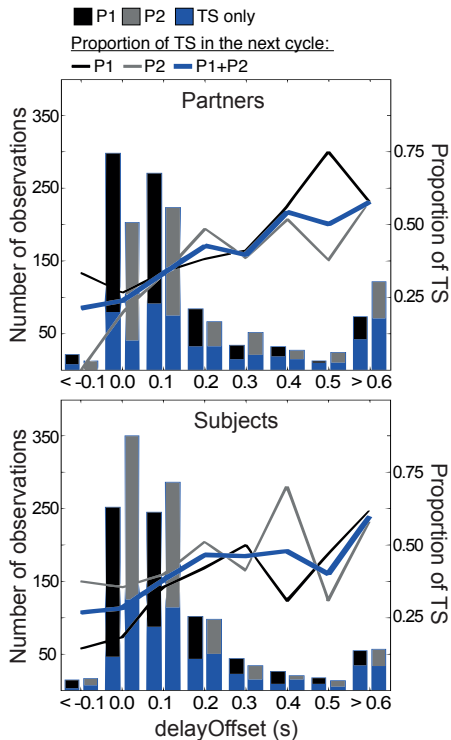 P1 P2 TS only
Proportion of TS in the next cycle:
P1 P2 P1+P2
Partners
Number of observations
350
250
150
50
Proportion of TS
0.75
0.50
0.25
< -0.1 0.0 0.1 0.2 0.3 0.4 0.5 > 0.6
Subjects
Number of observations
350
250
150
50
Proportion of TS
0.75
0.50
0.25
< -0.1 0.0 0.1 0.2 0.3 0.4 0.5 > 0.6
delayOffset (s)